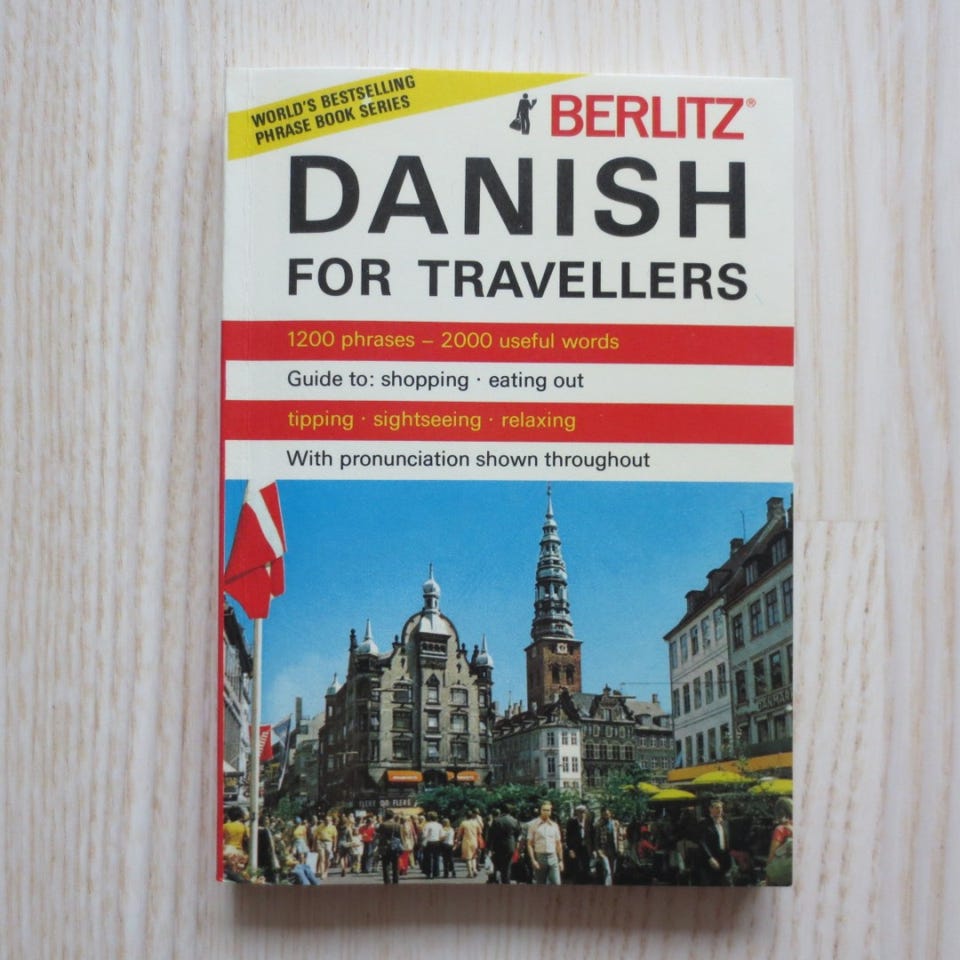 WORLD'S BESTSELLING
PHRASE BOOK SERIES
BERLITZ®
DANISH
FOR TRAVELLERS
1200 phrases – 2000 useful words
Guide to: shopping · eating out
tipping · sightseeing · relaxing
With pronunciation shown throughout